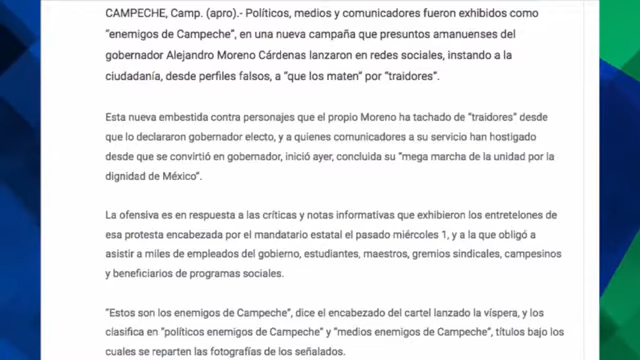 CAMPECHE, Camp. (apro).- Políticos, medios y comunicadores fueron exhibidos como
“enemigos de Campeche”, en una nueva campaña que presuntos amanuenses del
gobernador Alejandro Moreno Cárdenas lanzaron en redes sociales, instando a la
ciudadanía, desde perfiles falsos, a “que los maten” por “traidores”.
Esta nueva embestida contra personajes que el propio Moreno ha tachado de “traidores” desde
que lo declararon gobernador electo, y a quienes comunicadores a su servicio han hostigado
desde que se convirtió en gobernador, inició ayer, concluida su “mega marcha de la unidad por la
dignidad de México”.
La ofensiva es en respuesta a las críticas y notas informativas que exhibieron los entretelones de
esa protesta encabezada por el mandatario estatal el pasado miércoles 1, y a la que obligó a
asistir a miles de empleados del gobierno, estudiantes, maestros, gremios sindicales, campesinos
y beneficiarios de programas sociales.
“Estos son los enemigos de Campeche”, dice el encabezado del cartel lanzado la víspera, y los
clasifica en “políticos enemigos de Campeche” y “medios enemigos de Campeche”, títulos bajo los
cuales se reparten las fotografías de los señalados.